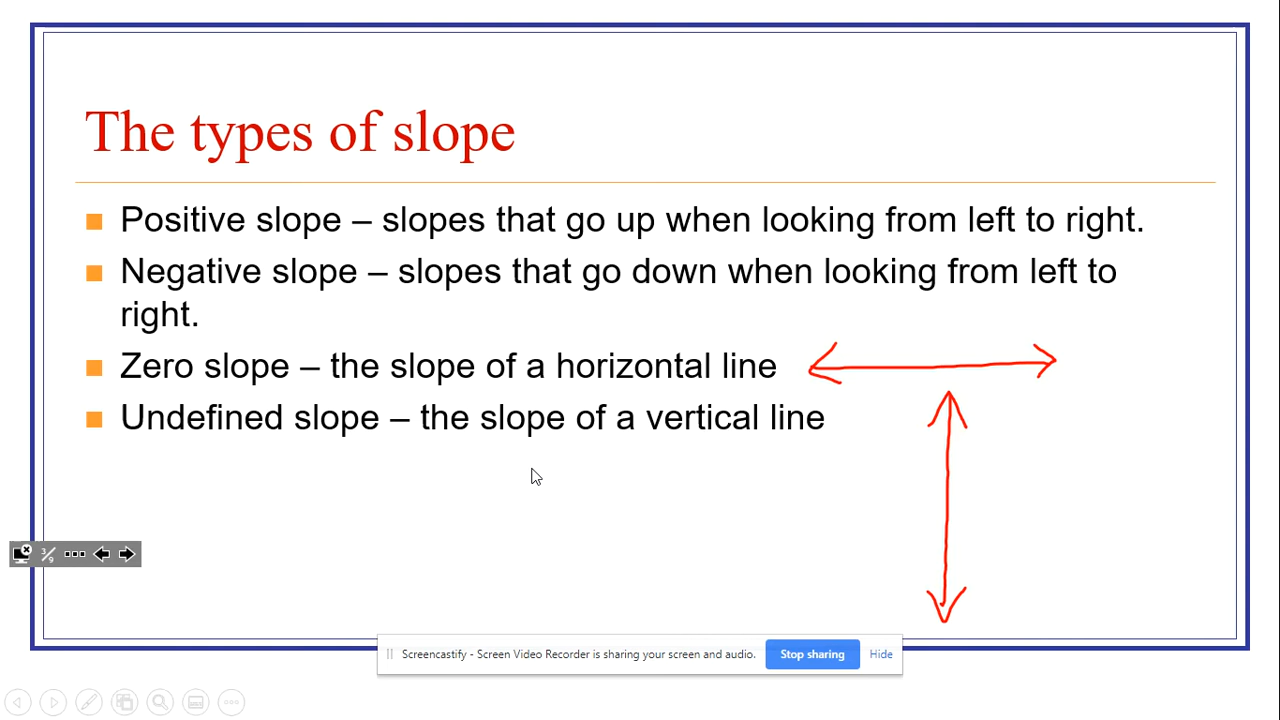 The types of slope
Positive slope – slopes that go up when looking from left to right.
Negative slope – slopes that go down when looking from left to
right.
Zero slope – the slope of a horizontal line
Undefined slope – the slope of a vertical line
3/9
Screencastify - Screen Video Recorder is sharing your screen and audio. Stop sharing Hide